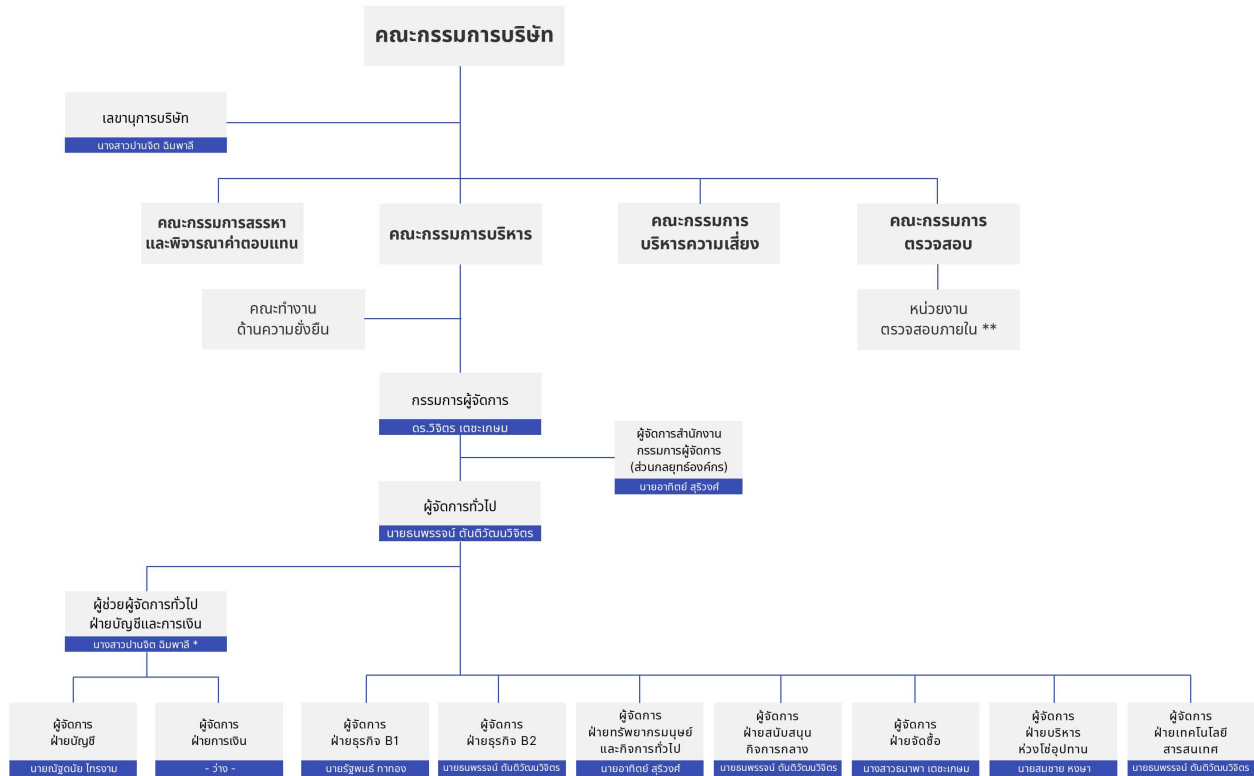 คณะกรรมการบริษัท
เลขานุการบริษัท
นางสาวปานจิต ฉิมพาลี
คณะกรรมการสรรหา
และพิจารณาค่าตอบแทน
คณะกรรมการบริหาร
คณะกรรมการ
บริหารความเสี่ยง
คณะกรรมการ
ตรวจสอบ
คณะทำงาน
ด้านความยั่งยืน
หน่วยงาน
ตรวจสอบภายใน **
กรรมการผู้จัดการ
ดร.วิจิตร เตชะเกษม
ผู้จัดการสำนักงาน
กรรมการผู้จัดการ
(ส่วนกลยุทธ์องค์กร)
นายอาทิตย์ สุริวงศ์
ผู้จัดการทั่วไป
นายธนพรรจน์ ตันติวัฒนวิจิตร
ผู้ช่วยผู้จัดการทั่วไป
ฝ่ายบัญชีและการเงิน
นางสาวปานจิต ฉิมพาลี *
ผู้จัดการ
ฝ่ายบัญชี
นายณัฐดนัย ไทรงาม
ผู้จัดการ
ฝ่ายการเงิน
- ว่าง -
ผู้จัดการ
ฝ่ายธุรกิจ B1
นายรัฐพนธ์ ทาทอง
ผู้จัดการ
ฝ่ายธุรกิจ B2
นายธนพรรจน์ ตันติวัฒนวิจิตร
ผู้จัดการ
ฝ่ายทรัพยากรมนุษย์
และกิจการทั่วไป
นายอาทิตย์ สุริวงศ์
ผู้จัดการ
ฝ่ายสนับสนุน
กิจการกลาง
นายธนพรรจน์ ตันติวัฒนวิจิตร
ผู้จัดการ
ฝ่ายจัดซื้อ
นางสาวธนาพา เตชะเกษม
ผู้จัดการ
ฝ่ายบริหาร
ห่วงโซ่อุปทาน
นายสมชาย หงษา
ผู้จัดการ
ฝ่ายเทคโนโลยี
สารสนเทศ
นายธนพรรจน์ ตันติวัฒนวิจิตร